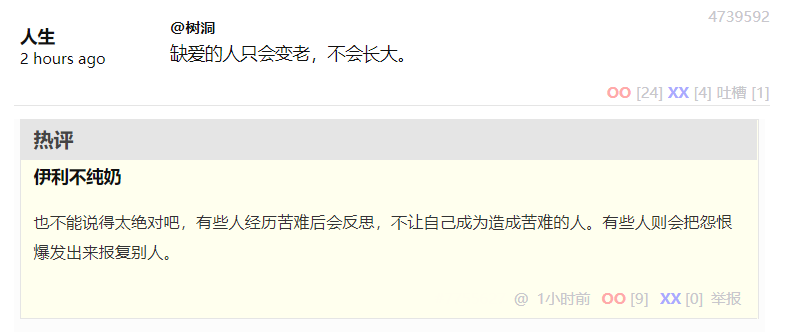 4739592
人生
2 hours ago
@树洞
缺爱的人只会变老，不会长大。
OO [24] XX [4] 吐槽 [1]
热评
伊利不纯奶
也不能说得太绝对吧，有些人经历苦难后会反思，不让自己成为造成苦难的人。有些人则会把怨恨
爆发出来报复别人。
@ 1小时前 OO [9] XX [0] 举报